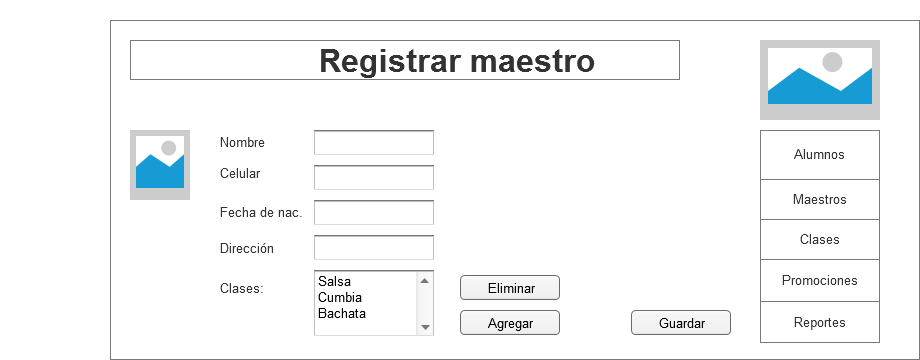 Registrar maestro
Nombre
Celular
Fecha de nac.
Dirección
Clases:
Salsa
Cumbia
Bachata
Eliminar
Agregar
Guardar
Alumnos
Maestros
Clases
Promociones
Reportes